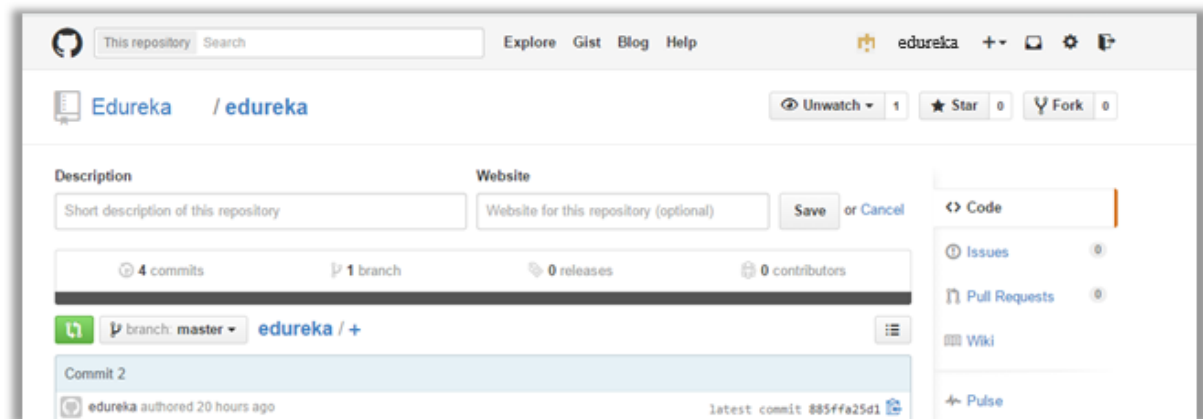 This repository Search Explore Gist Blog Help edureka +
Edureka / edureka Unwatch 1 Star 0 Fork 0
Description Website
Short description of this repository Website for this repository (optional) Save or Cancel
<> Code
4 commits 1 branch 0 releases 0 contributors
Issues 0
Pull Requests 0
branch: master edureka / +
Wiki
Commit 2
edureka authored 20 hours ago latest commit 885ffa25d1
Pulse